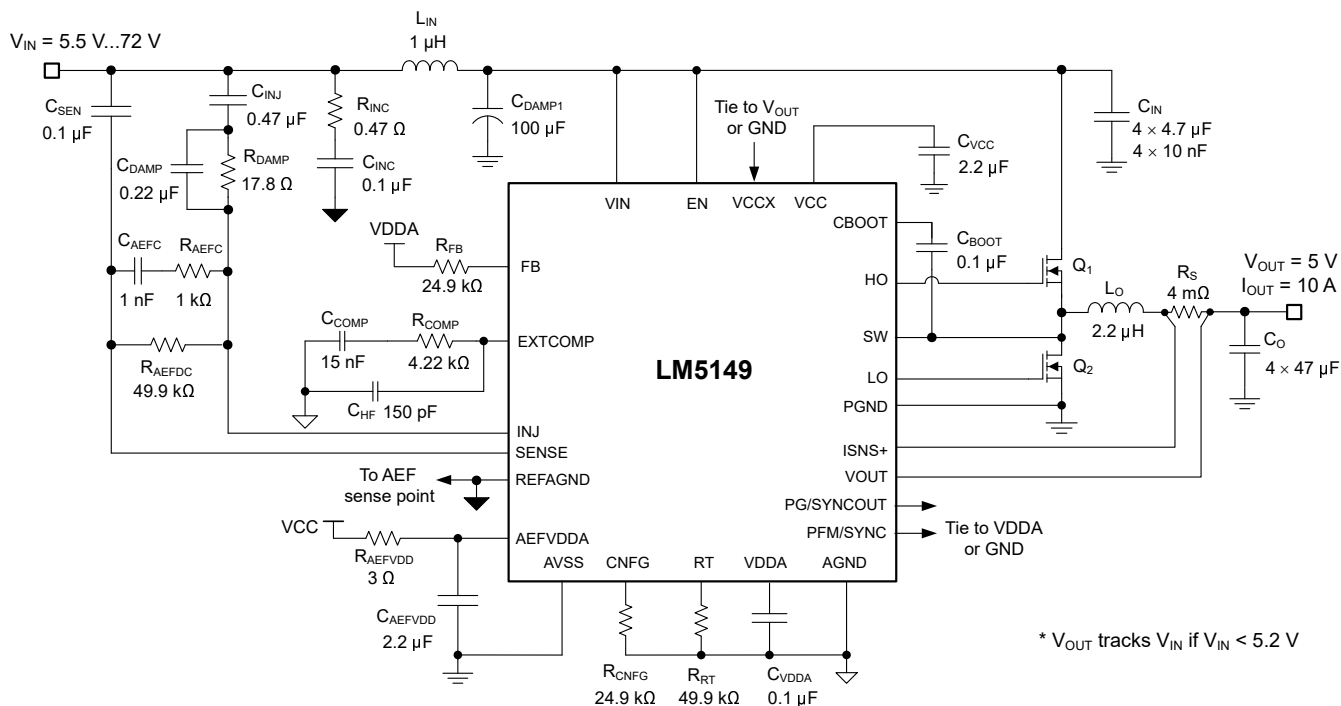 L_IN
1 µH
V_IN = 5.5 V...72 V
C_SEN
0.1 µF
C_INJ
0.47 µF
R_INC
0.47 Ω
C_DAMP1
100 µF
Tie to V_OUT
or GND
C_IN
4 × 4.7 µF
4 × 10 nF
C_DAMP
0.22 µF
R_DAMP
17.8 Ω
C_INC
0.1 µF
C_VCC
2.2 µF
VIN
EN
VCCX
VCC
VDDA
R_FB
24.9 kΩ
FB
CBOOT
C_BOOT
0.1 µF
C_AEFC
1 nF
R_AEFC
1 kΩ
HO
Q_1
L_O
2.2 µH
R_S
4 mΩ
V_OUT = 5 V
I_OUT = 10 A
C_COMP
15 nF
R_COMP
4.22 kΩ
EXTCOMP
LM5149
SW
LO
Q_2
C_O
4 × 47 µF
R_AEFDC
49.9 kΩ
C_HF
150 pF
PGND
INJ
SENSE
REFAGND
ISNS+
VOUT
To AEF
sense point
PG/SYNCOUT
PFM/SYNC
Tie to VDDA
or GND
VCC
R_AEFVDD
3 Ω
AEFVDDA
AVSS
CNFG
RT
VDDA
AGND
C_AEFVDD
2.2 µF
R_CNFG
24.9 kΩ
R_RT
49.9 kΩ
C_VDDA
0.1 µF
* V_OUT tracks V_IN if V_IN < 5.2 V